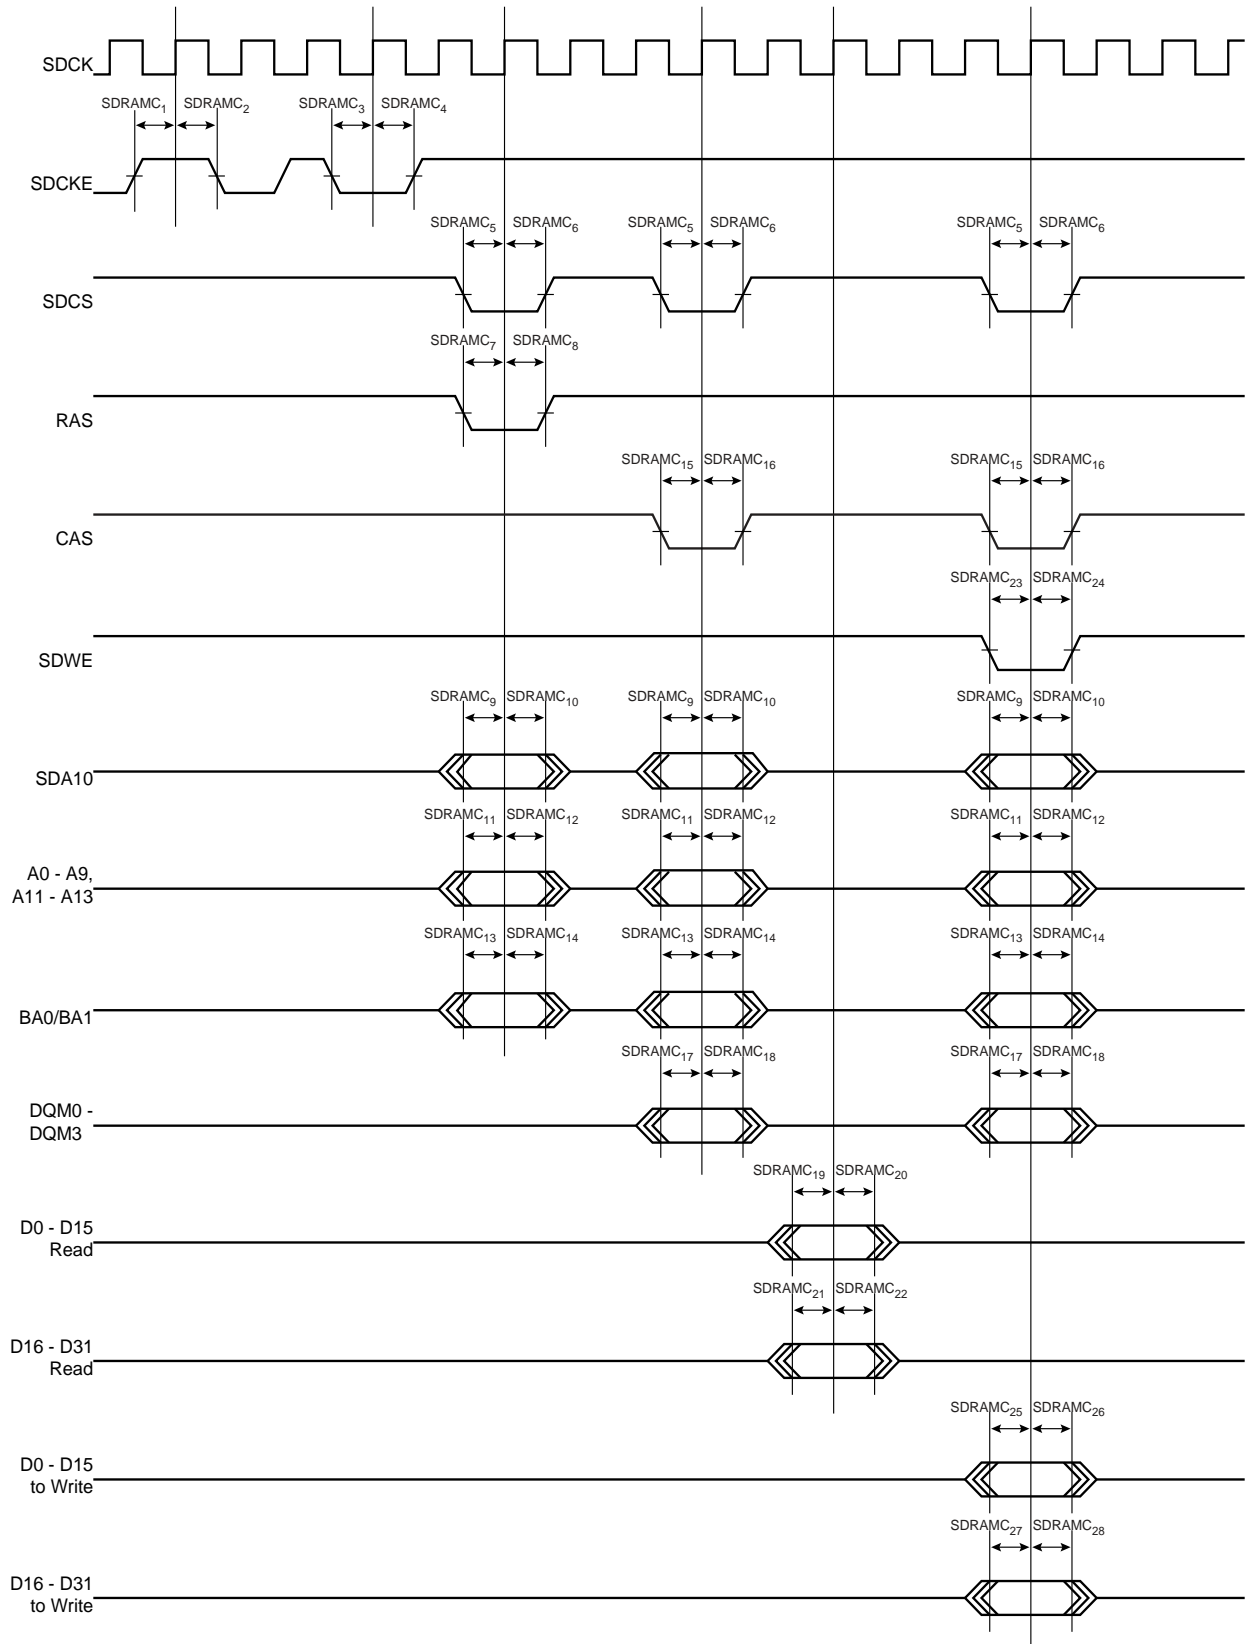 SDCK
SDRAMC1 SDRAMC2 SDRAMC3 SDRAMC4
SDCKE
SDRAMC5 SDRAMC6 SDRAMC5 SDRAMC6 SDRAMC5 SDRAMC6
SDCS
SDRAMC7 SDRAMC8
RAS
SDRAMC15 SDRAMC16 SDRAMC15 SDRAMC16
CAS
SDRAMC23 SDRAMC24
SDWE
SDRAMC9 SDRAMC10 SDRAMC9 SDRAMC10 SDRAMC9 SDRAMC10
SDA10
SDRAMC11 SDRAMC12 SDRAMC11 SDRAMC12 SDRAMC11 SDRAMC12
A0 - A9,
A11 - A13
SDRAMC13 SDRAMC14 SDRAMC13 SDRAMC14 SDRAMC13 SDRAMC14
BA0/BA1
SDRAMC17 SDRAMC18 SDRAMC17 SDRAMC18
DQM0 -
DQM3
SDRAMC19 SDRAMC20
D0 - D15
Read
SDRAMC21 SDRAMC22
D16 - D31
Read
SDRAMC25 SDRAMC26
D0 - D15
to Write
SDRAMC27 SDRAMC28
D16 - D31
to Write